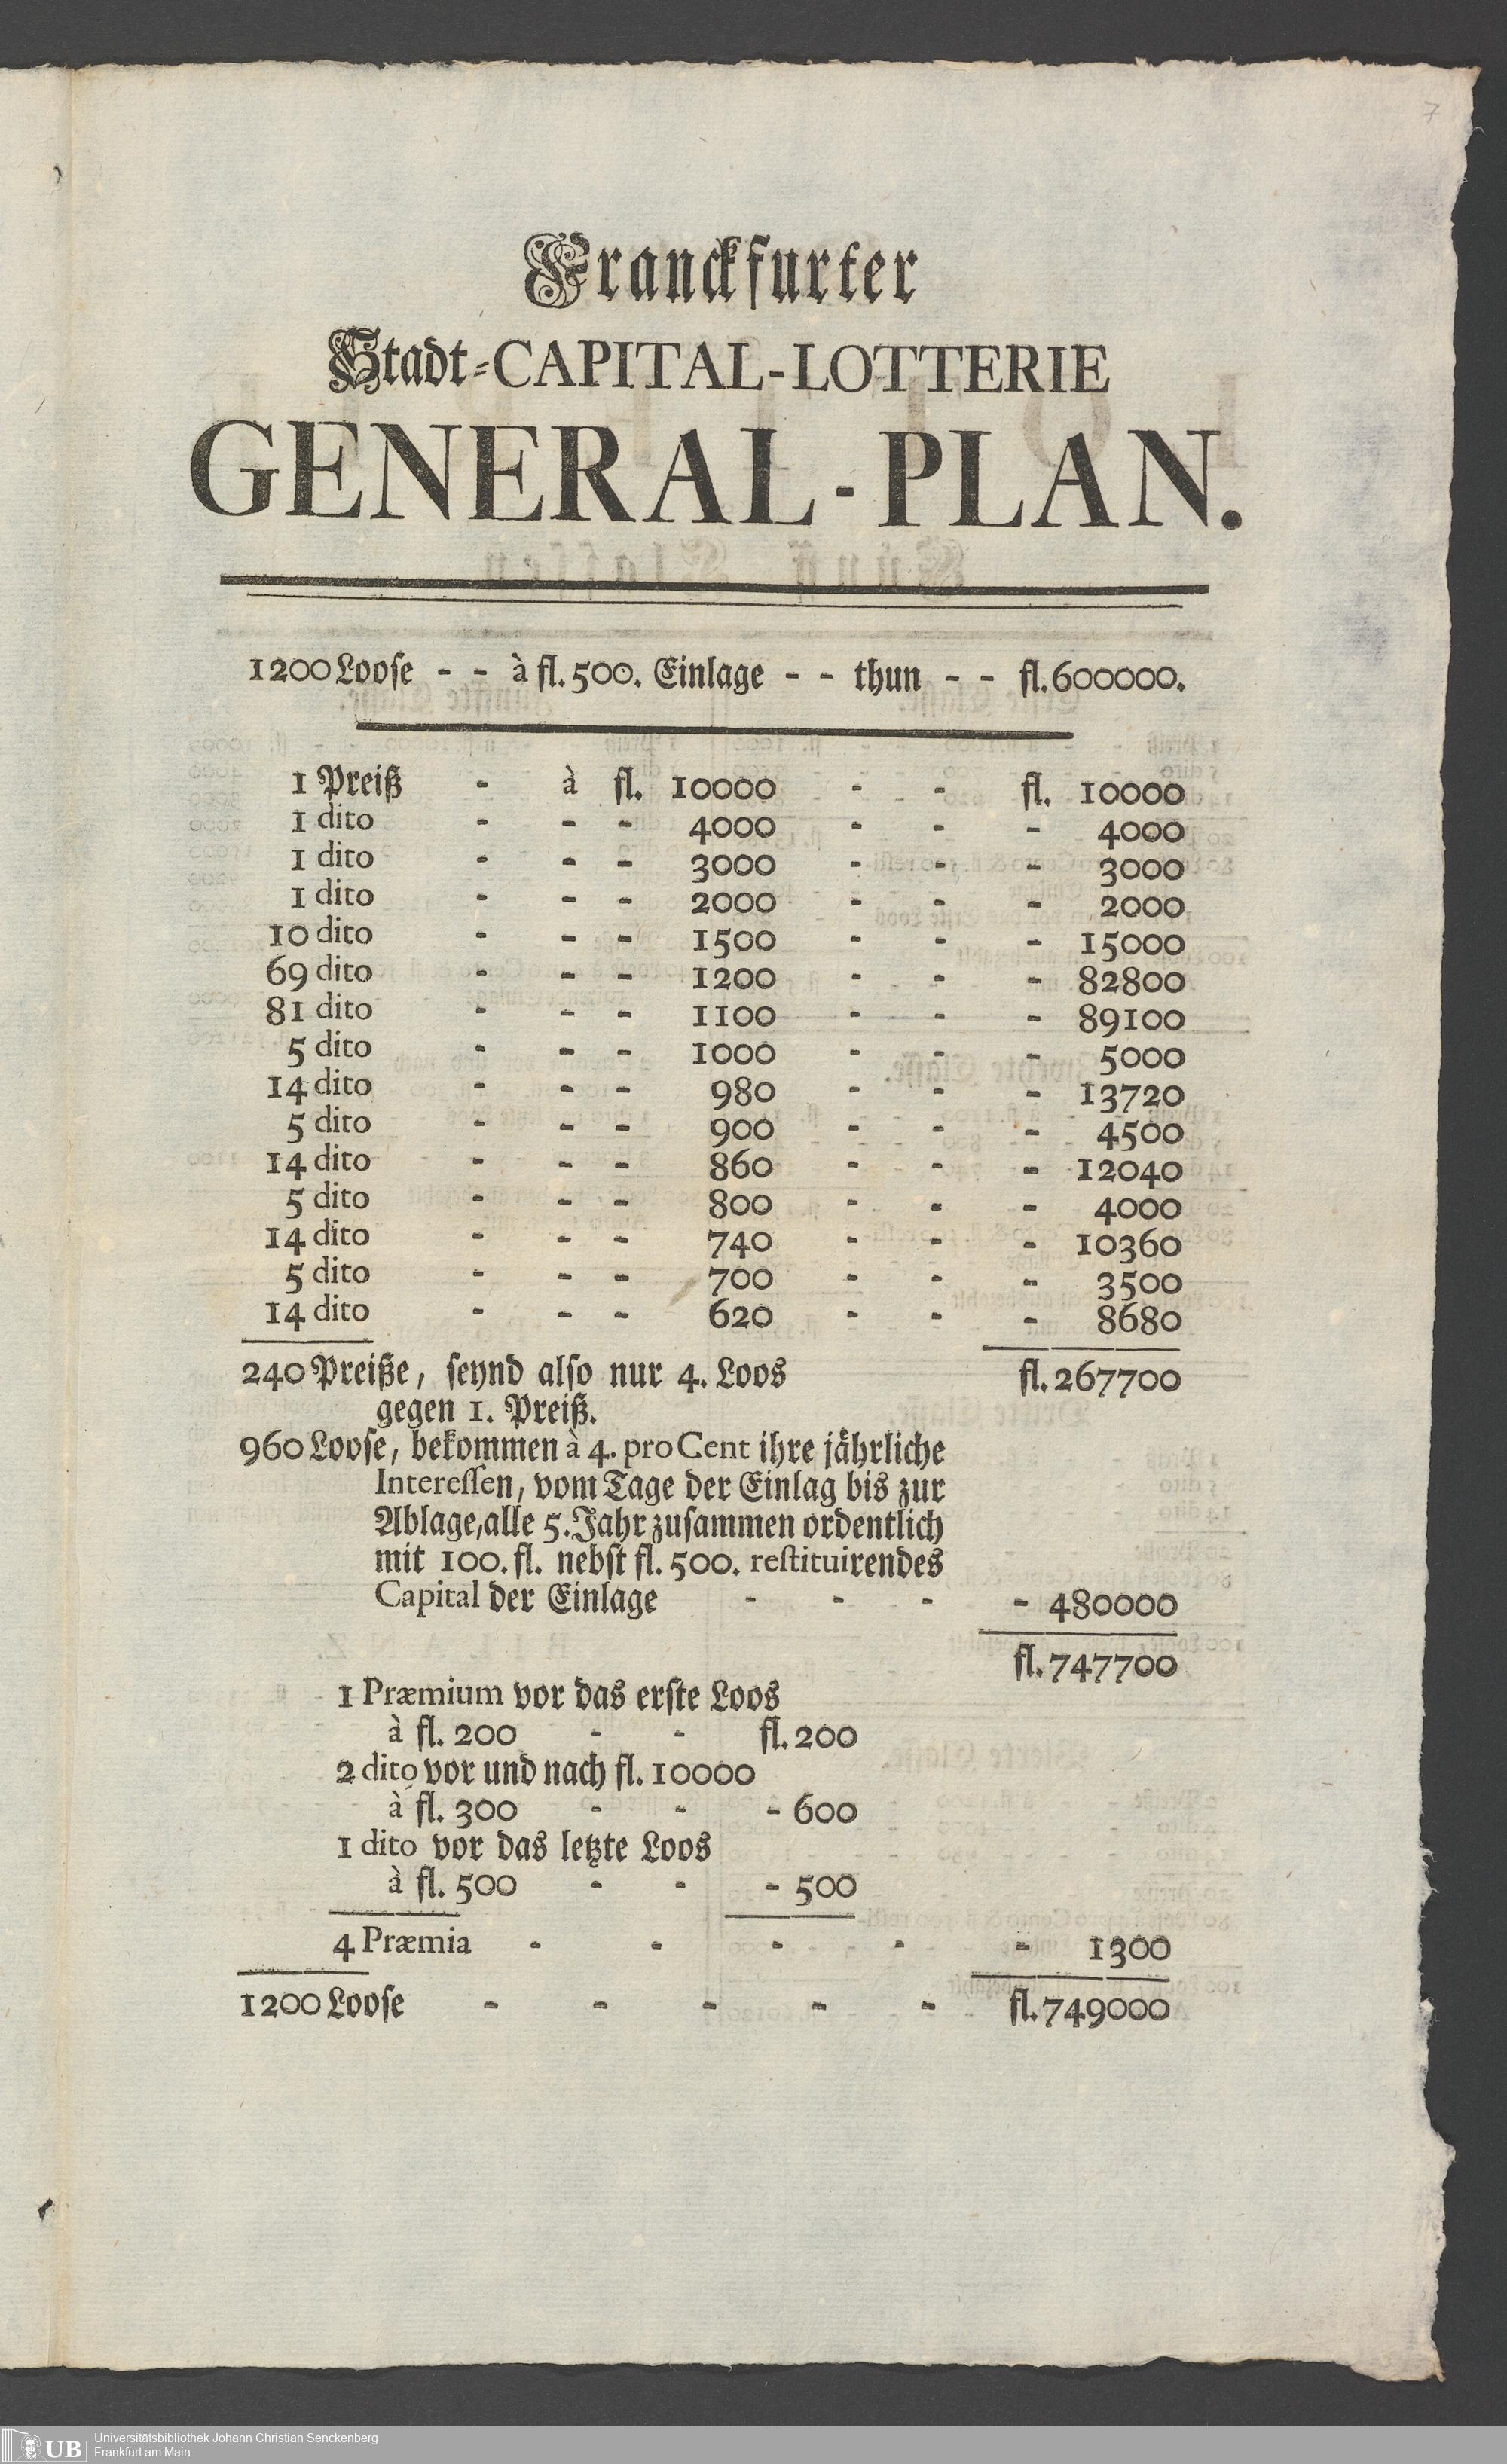 7
Franckfurter
Stadt-CAPITAL-LOTTERIE
GENERAL-PLAN.
1200 Loose - - à fl. 500. Einlage - - thun - - fl. 600000.
1 Preiß - à fl. 10000 - - fl. 10000
1 dito - - - 4000 - - - 4000
1 dito - - - 3000 - - - 3000
1 dito - - - 2000 - - - 2000
10 dito - - - 1500 - - - 15000
69 dito - - - 1200 - - - 82800
81 dito - - - 1100 - - - 89100
5 dito - - - 1000 - - - 5000
14 dito - - - 980 - - - 13720
5 dito - - - 900 - - - 4500
14 dito - - - 860 - - - 12040
5 dito - - - 800 - - - 4000
14 dito - - - 740 - - - 10360
5 dito - - - 700 - - - 3500
14 dito - - - 620 - - - 8680
240 Preiße, seynd also nur 4. Loos fl. 267700
gegen 1. Preiß.
960 Loose, bekommen à 4. pro Cent ihre jährliche
Interessen, vom Tage der Einlag bis zur
Ablage, alle 5. Jahr zusammen ordentlich
mit 100. fl. nebst fl. 500. restituirendes
Capital der Einlage - - - - 480000
fl. 747700
1 Præmium vor das erste Loos
à fl. 200 - - fl. 200
2 dito vor und nach fl. 10000
à fl. 300 - - - 600
1 dito vor das letzte Loos
à fl. 500 - - - 500
4 Præmia - - - - - 1300
1200 Loose - - - - - fl. 749000
UB
Universitätsbibliothek Johann Christian Senckenberg
Frankfurt am Main